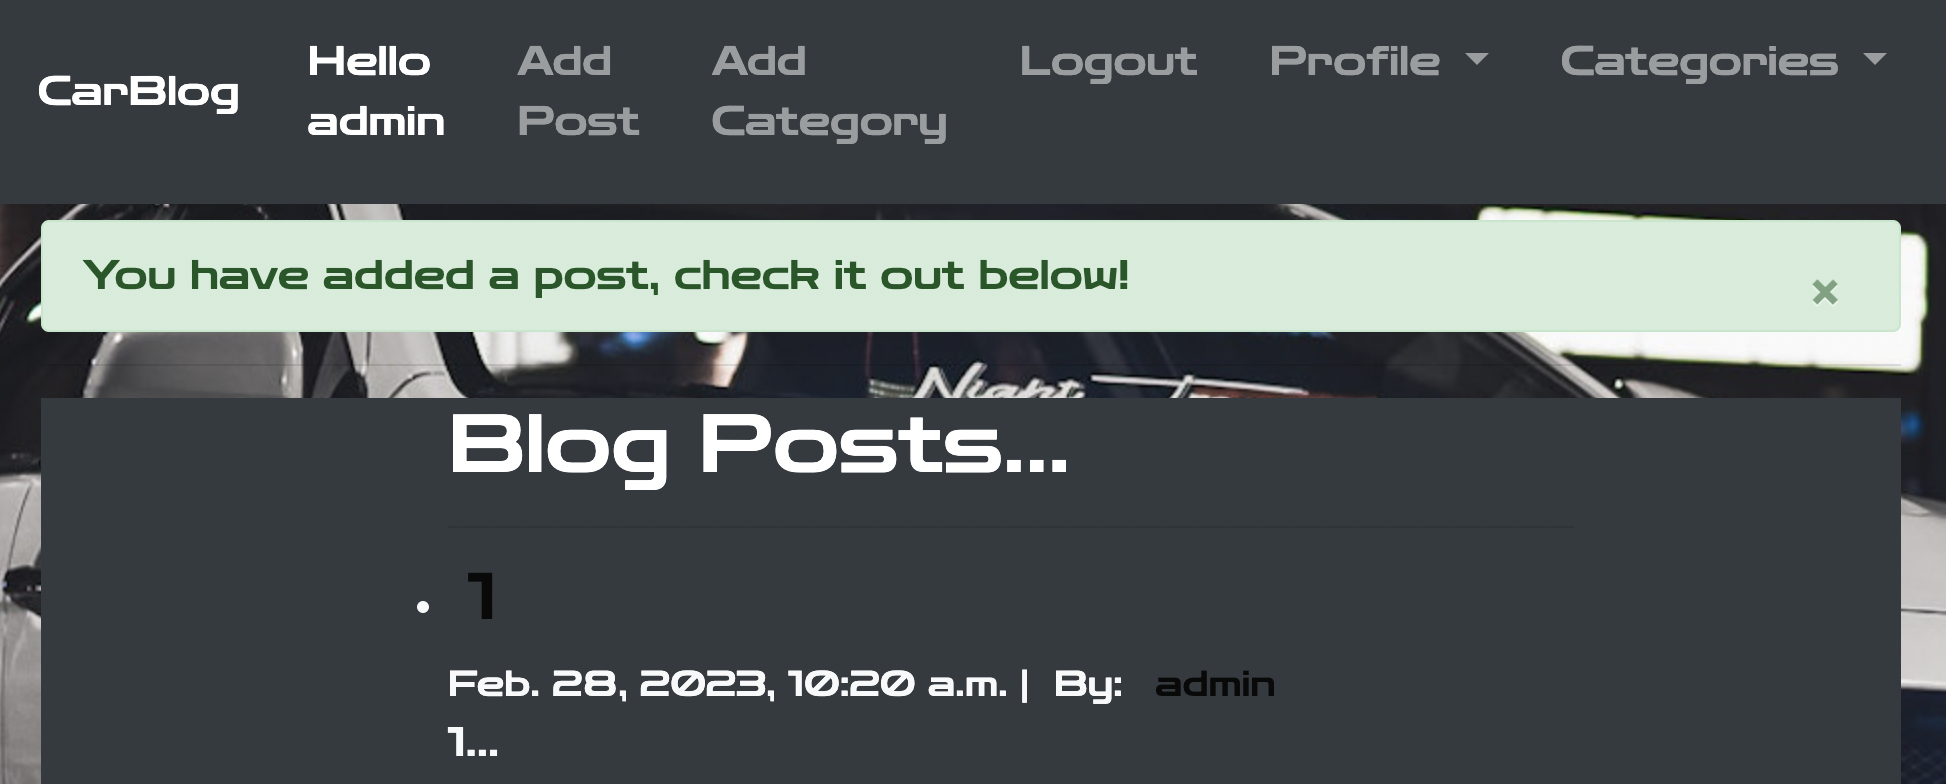 CarBlog
Hello
admin
Add
Post
Add
Category
Logout
Profile
Categories
You have added a post, check it out below!
×
Night
Blog Posts...
1
Feb. 28, 2023, 10:20 a.m. | By: admin
1...